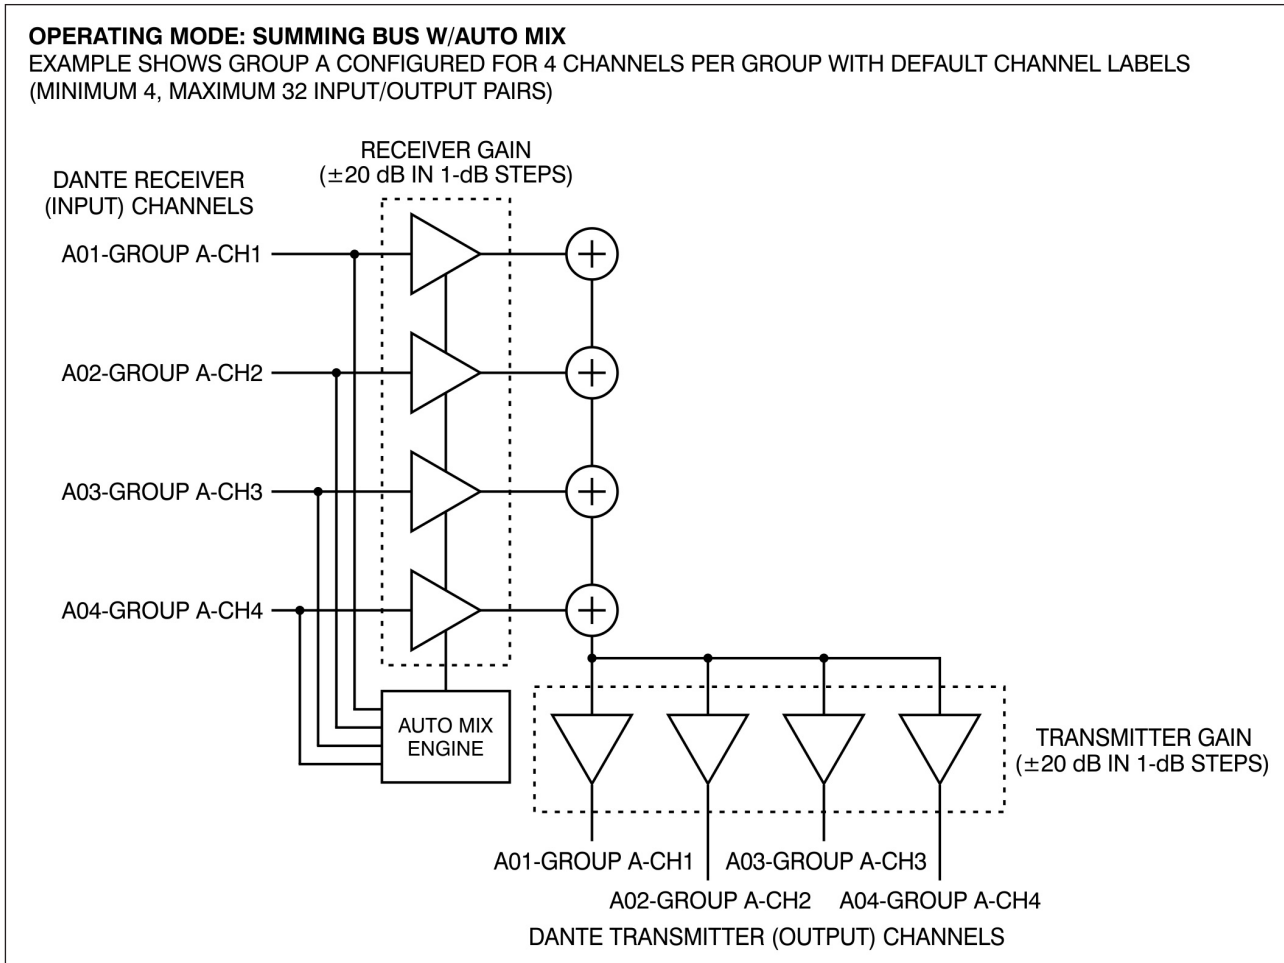 OPERATING MODE: SUMMING BUS W/AUTO MIX
EXAMPLE SHOWS GROUP A CONFIGURED FOR 4 CHANNELS PER GROUP WITH DEFAULT CHANNEL LABELS
(MINIMUM 4, MAXIMUM 32 INPUT/OUTPUT PAIRS)
RECEIVER GAIN
(±20 dB IN 1-dB STEPS)
DANTE RECEIVER
(INPUT) CHANNELS
A01-GROUP A-CH1
A02-GROUP A-CH2
A03-GROUP A-CH3
A04-GROUP A-CH4
AUTO MIX
ENGINE
TRANSMITTER GAIN
(±20 dB IN 1-dB STEPS)
A01-GROUP A-CH1
A03-GROUP A-CH3
A02-GROUP A-CH2
A04-GROUP A-CH4
DANTE TRANSMITTER (OUTPUT) CHANNELS